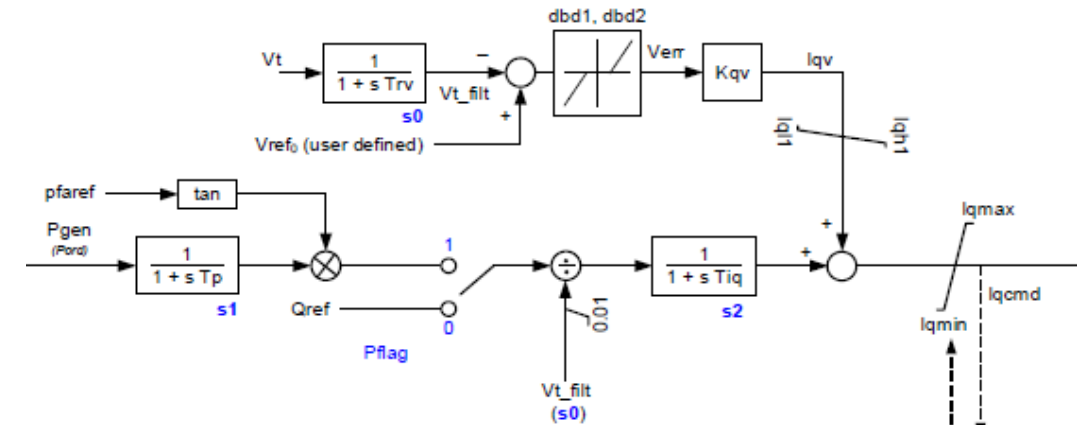 dbd1, dbd2
Vt
1
1 + s Trv
s0
−
Vt_filt
+
Verr
Kqv
Iqv
Vref₀ (user defined)
Iql1
Iqh1
pfaref
tan
Pgen
(Pord)
1
1 + s Tp
s1
Qref
1
0
Pflag
÷
0.01
Vt_filt
(s0)
1
1 + s Tiq
s2
+
+
Iqmax
Iqmin
Iqcmd